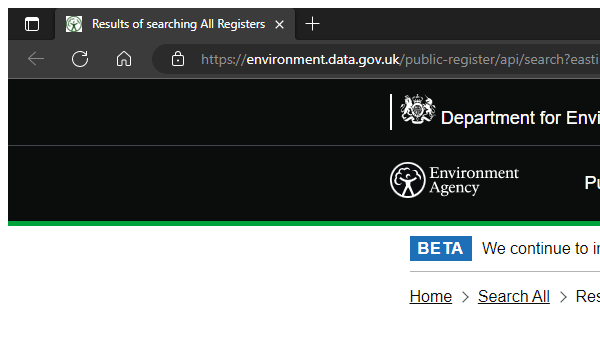 Results of searching All Registers
https://environment.data.gov.uk/public-register/api/search?easti
Department for Envi
Environment
Agency
Pu
BETA We continue to in
Home > Search All > Res